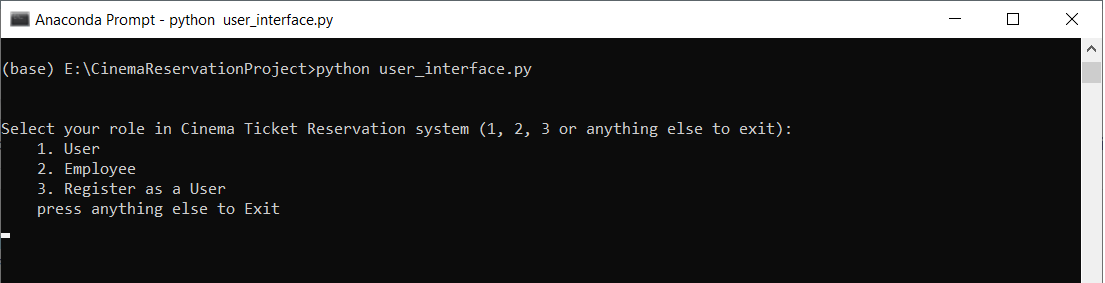 Anaconda Prompt - python  user_interface.py
(base) E:\CinemaReservationProject>python user_interface.py
Select your role in Cinema Ticket Reservation system (1, 2, 3 or anything else to exit):
    1. User
    2. Employee
    3. Register as a User
    press anything else to Exit